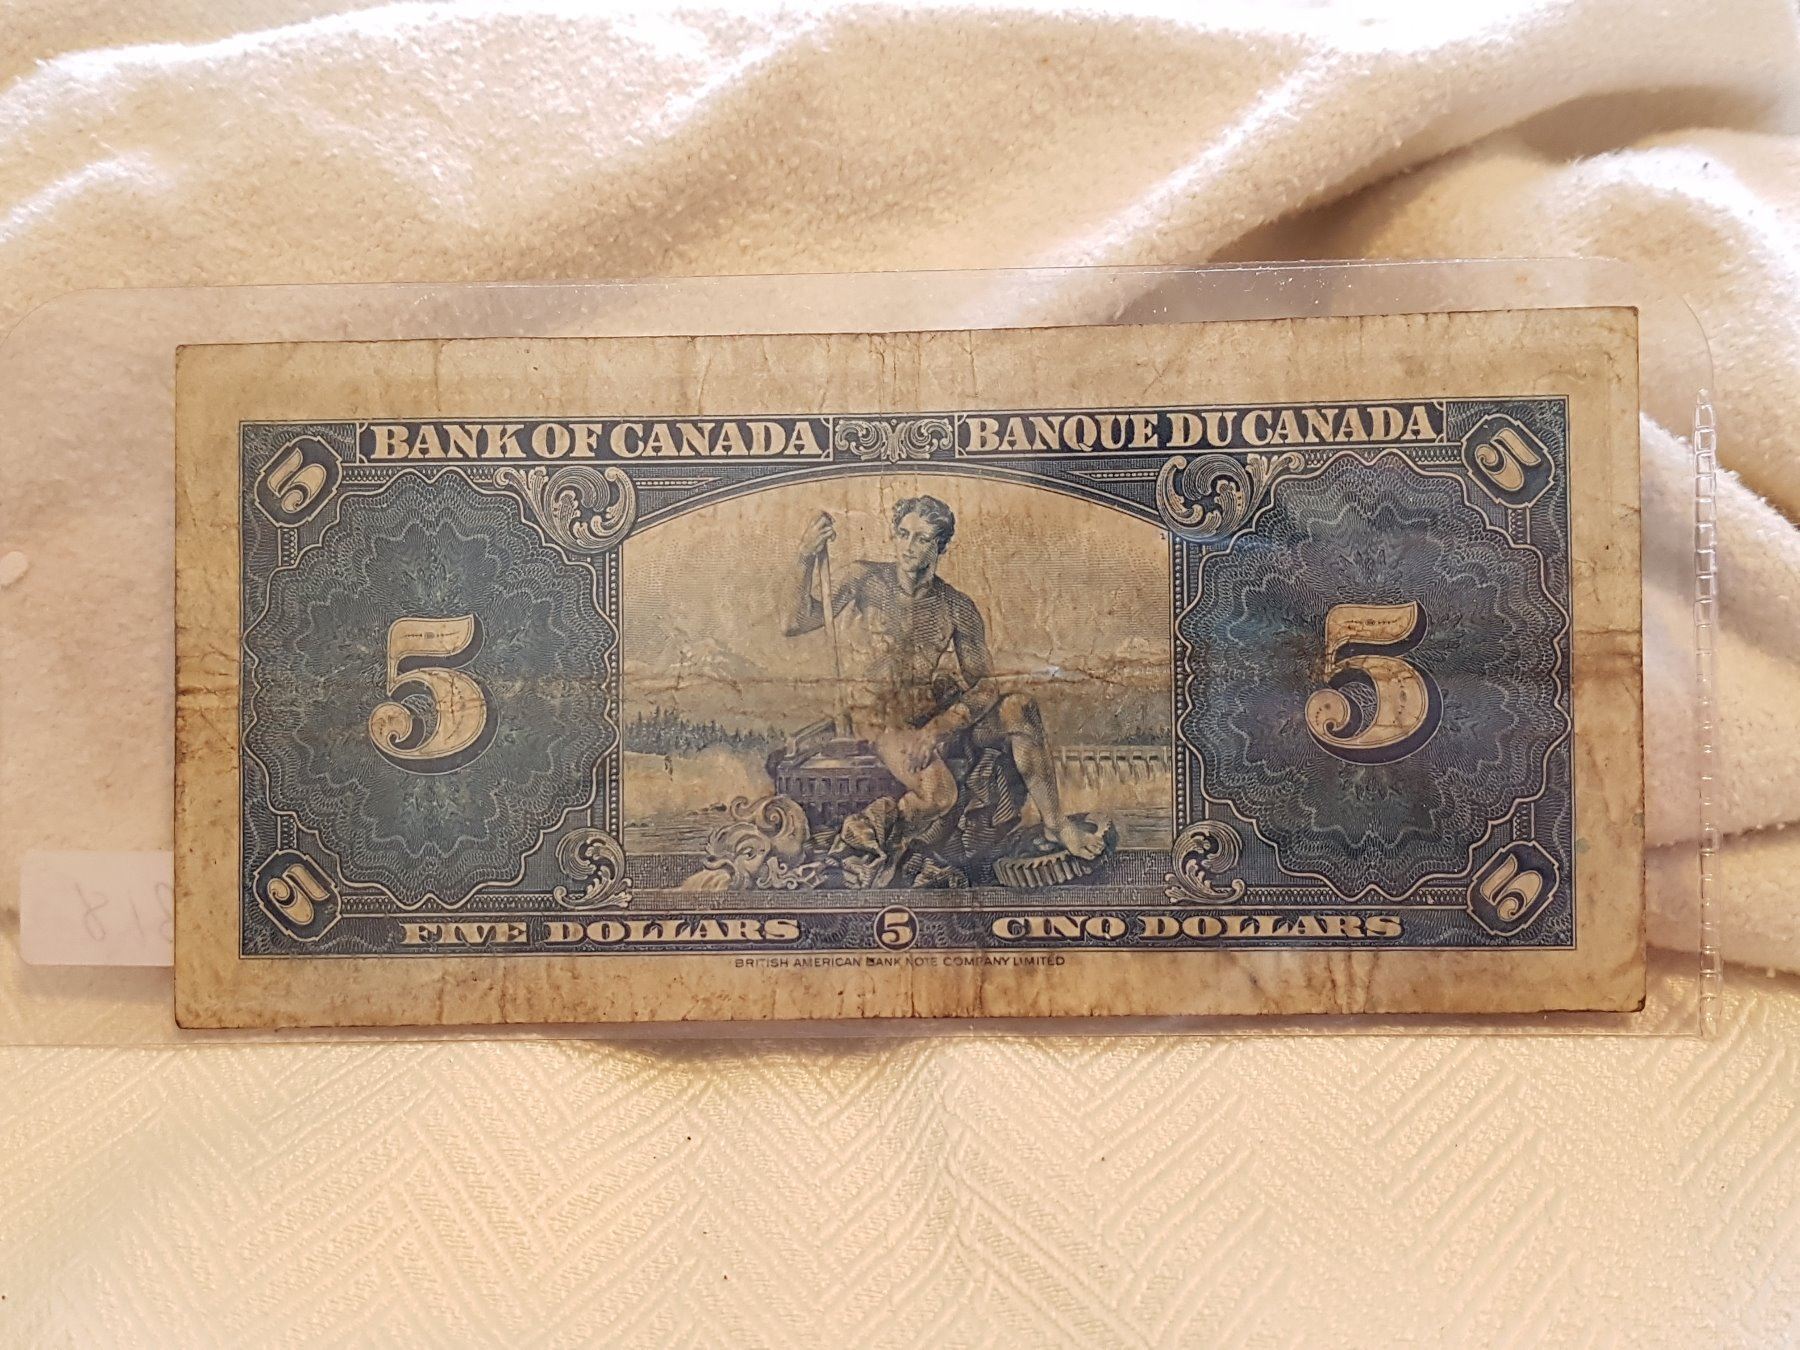 BANK OF CANADA BANQUE DU CANADA
5 5
5 5
5 5
FIVE DOLLARS 5 CINQ DOLLARS
BRITISH AMERICAN BANK NOTE COMPANY LIMITED